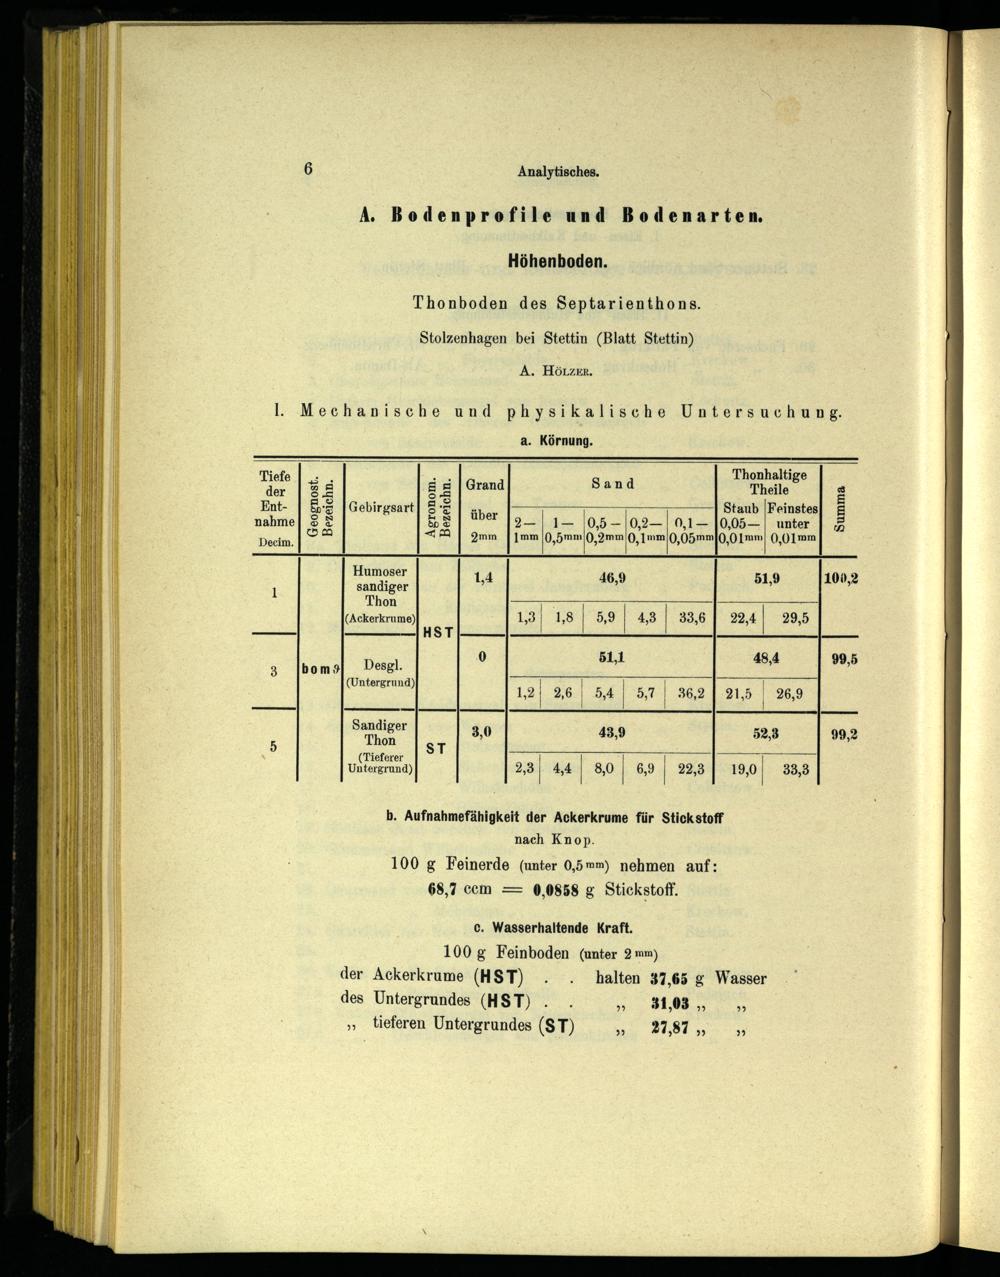 6 Analytisches.
A. Bodenprofile und Bodenarten.
Höhenboden.
Thonboden des Septarienthons.
Stolzenhagen bei Stettin (Blatt Stettin)
A. HÖLZER.
I. Mechanische und physikalische Untersuchung.
a. Körnung.
Tiefe der Ent-nahme Decim. | Geognost. Bezeichn. | Gebirgsart | Agronom. Bezeichn. | Grand über 2mm | Sand | Thonhaltige Theile | Summa
2—1mm | 1—0,5mm | 0,5—0,2mm | 0,2—0,1mm | 0,1—0,05mm | Staub 0,05—0,01mm | Feinstes unter 0,01mm
1 | Humoser sandiger Thon (Ackerkrume) | HST | 1,4 | 46,9 | 51,9 | 100,2
1,3 | 1,8 | 5,9 | 4,3 | 33,6 | 22,4 | 29,5
3 | bomϑ | Desgl. (Untergrund) | 0 | 51,1 | 48,4 | 99,5
1,2 | 2,6 | 5,4 | 5,7 | 36,2 | 21,5 | 26,9
5 | Sandiger Thon (Tieferer Untergrund) | ST | 3,0 | 43,9 | 52,3 | 99,2
2,3 | 4,4 | 8,0 | 6,9 | 22,3 | 19,0 | 33,3
b. Aufnahmefähigkeit der Ackerkrume für Stickstoff
nach Knop.
100 g Feinerde (unter 0,5mm) nehmen auf:
68,7 ccm = 0,0858 g Stickstoff.
c. Wasserhaltende Kraft.
100 g Feinboden (unter 2mm)
der Ackerkrume (HST) . . halten 37,65 g Wasser
des Untergrundes (HST) . . „ 31,03 „ „
„ tieferen Untergrundes (ST) „ 27,87 „ „